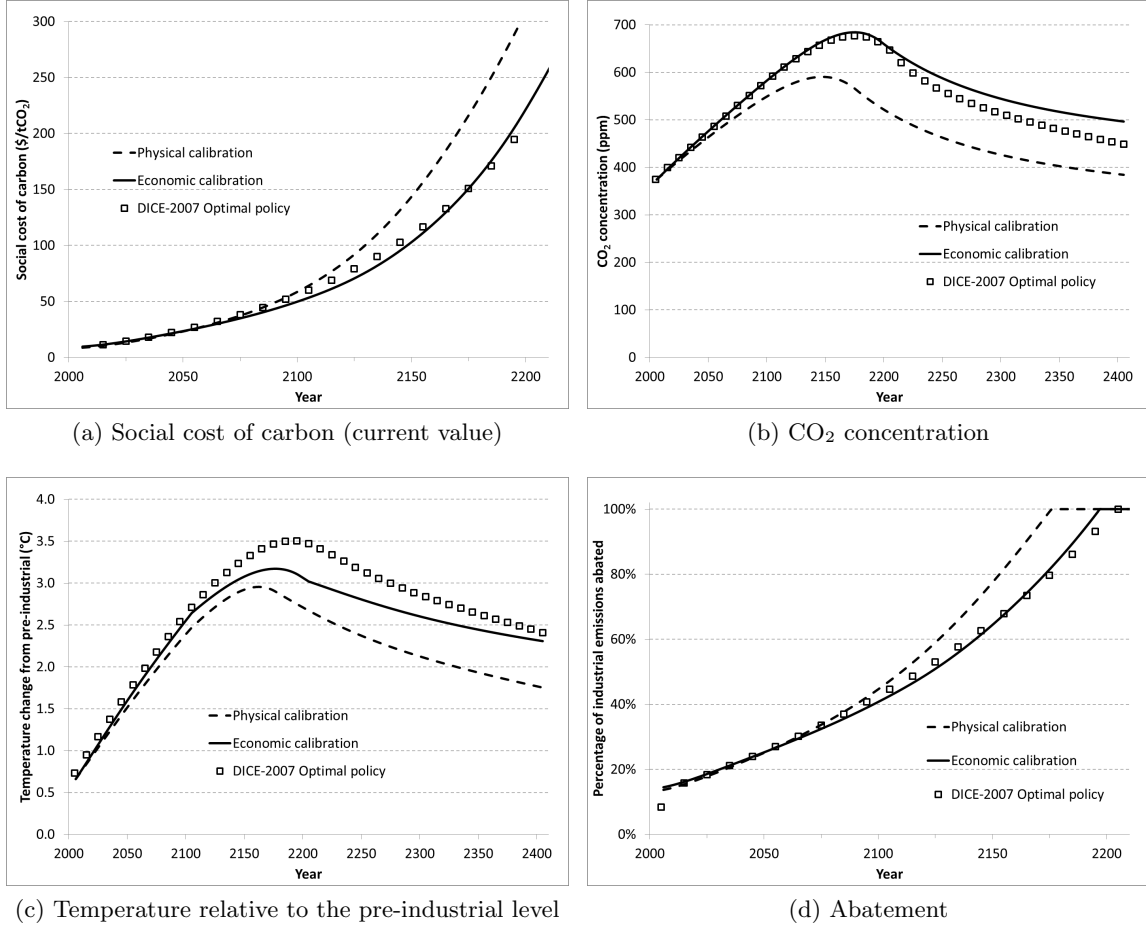 300
250
200
150
100
50
0
Social cost of carbon ($/tCO₂)
Physical calibration
Economic calibration
DICE-2007 Optimal policy
2000 2050 2100 2150 2200
Year
(a) Social cost of carbon (current value)
700
600
500
400
300
200
100
0
CO₂ concentration (ppm)
Physical calibration
Economic calibration
DICE-2007 Optimal policy
2000 2050 2100 2150 2200 2250 2300 2350 2400
Year
(b) CO₂ concentration
4.0
3.5
3.0
2.5
2.0
1.5
1.0
0.5
0.0
Temperature change from pre-industrial (°C)
Physical calibration
Economic calibration
DICE-2007 Optimal policy
2000 2050 2100 2150 2200 2250 2300 2350 2400
Year
(c) Temperature relative to the pre-industrial level
100%
80%
60%
40%
20%
0%
Percentage of industrial emissions abated
Physical calibration
Economic calibration
DICE-2007 Optimal policy
2000 2050 2100 2150 2200
Year
(d) Abatement